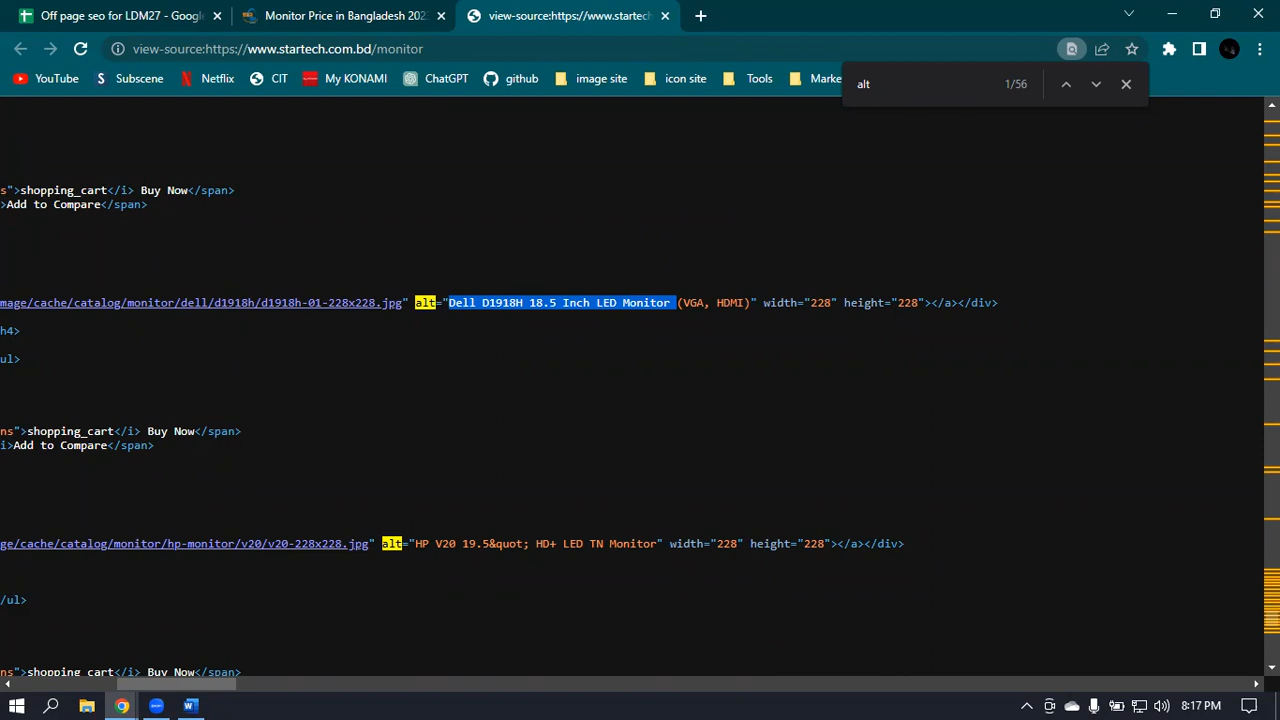 Off page seo for LDM27 - Google
Monitor Price in Bangladesh 202
view-source:https://www.startech
view-source:https://www.startech.com.bd/monitor
YouTube
Subscene
Netflix
CIT
My KONAMI
ChatGPT
github
image site
icon site
Tools
Marke
alt
1/56
s">shopping_cart</i> Buy Now</span>
>Add to Compare</span>
mage/cache/catalog/monitor/dell/d1918h/d1918h-01-228x228.jpg" alt="Dell D1918H 18.5 Inch LED Monitor (VGA, HDMI)" width="228" height="228"></a></div>
h4>
ul>
ns">shopping_cart</i> Buy Now</span>
i>Add to Compare</span>
ge/cache/catalog/monitor/hp-monitor/v20/v20-228x228.jpg" alt="HP V20 19.5&quot; HD+ LED TN Monitor" width="228" height="228"></a></div>
/ul>
ns">shopping_cart</i> Buy Now</span>
8:17 PM